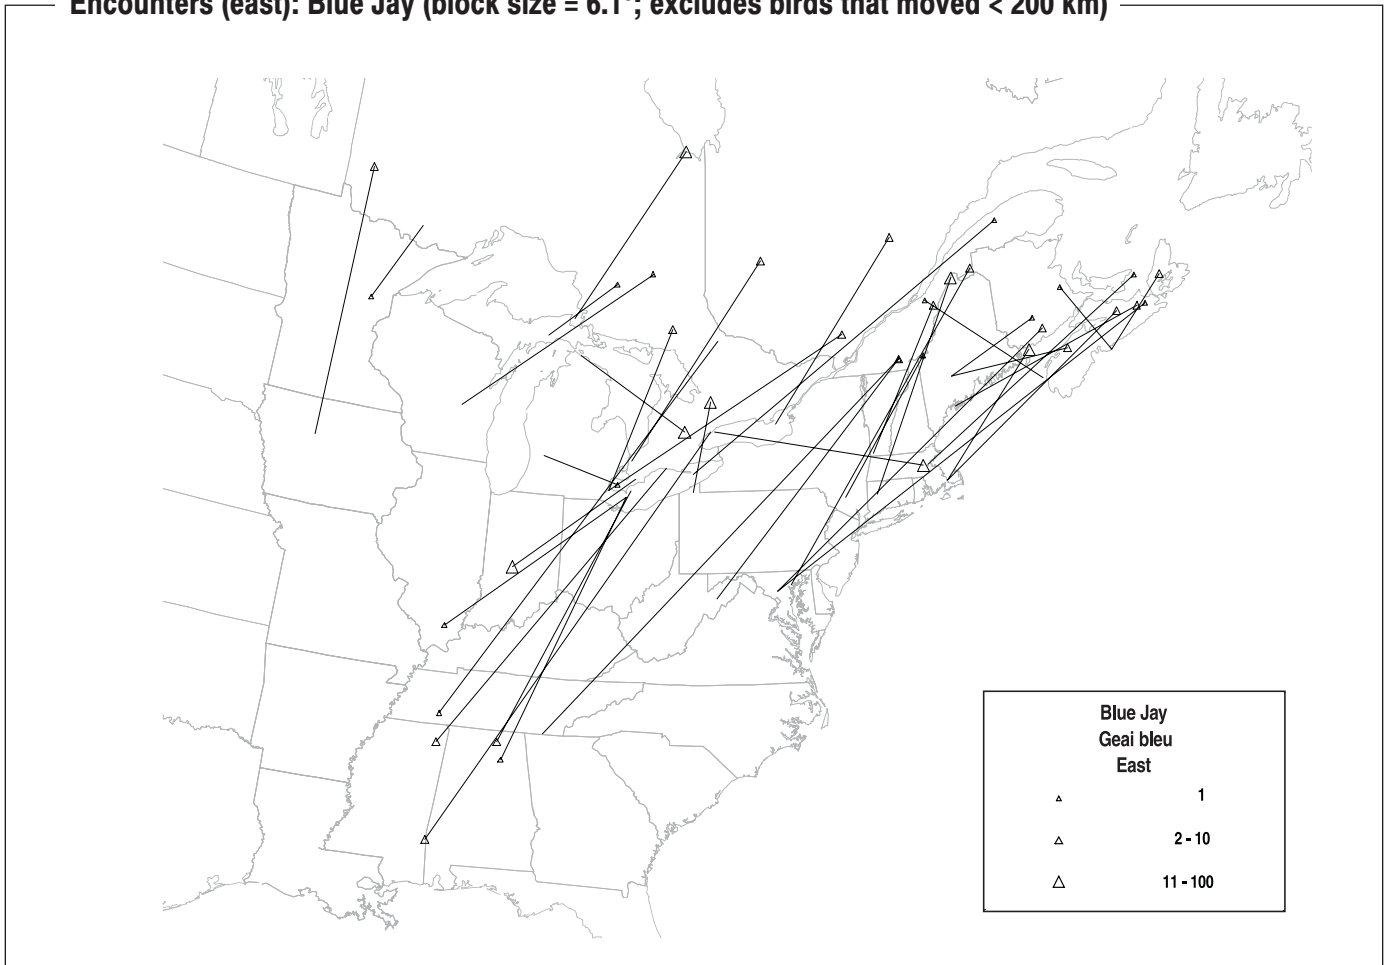 Encounters (east): Blue Jay (block size = 6.1°; excludes birds that moved < 200 km)
Blue Jay
Geai bleu
East
1
2 - 10
11 - 100